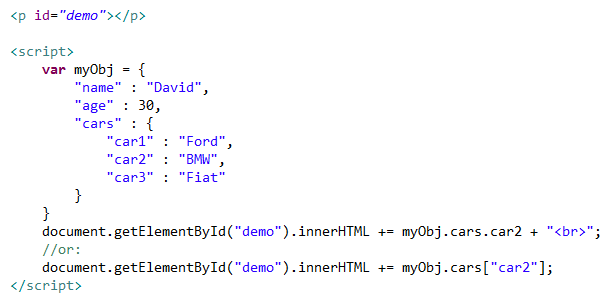 <p id="demo"></p>

<script>
    var myObj = {
        "name" : "David",
        "age" : 30,
        "cars" : {
            "car1" : "Ford",
            "car2" : "BMW",
            "car3" : "Fiat"
        }
    }
    document.getElementById("demo").innerHTML += myObj.cars.car2 + "<br>";
    //or:
    document.getElementById("demo").innerHTML += myObj.cars["car2"];
</script>